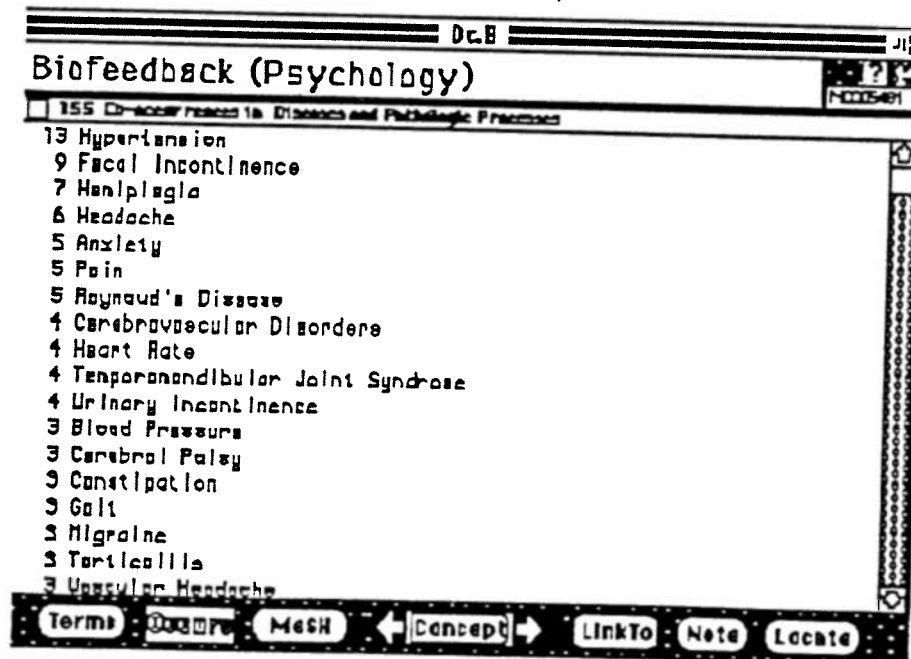 Dr.B
Biofeedback (Psychology)
?
155 Co-occurrences in Diseases and Pathologic Processes
13 Hypertension
9 Fecal Incontinence
7 Hemiplegia
6 Headache
5 Anxiety
5 Pain
5 Raynaud's Disease
4 Cerebrovascular Disorders
4 Heart Rate
4 Temporomandibular Joint Syndrome
4 Urinary Incontinence
3 Blood Pressure
3 Cerebral Palsy
3 Constipation
3 Gait
3 Migraine
3 Torticollis
3 Vascular Headache
Terms MeSH Concept LinkTo Note Locate